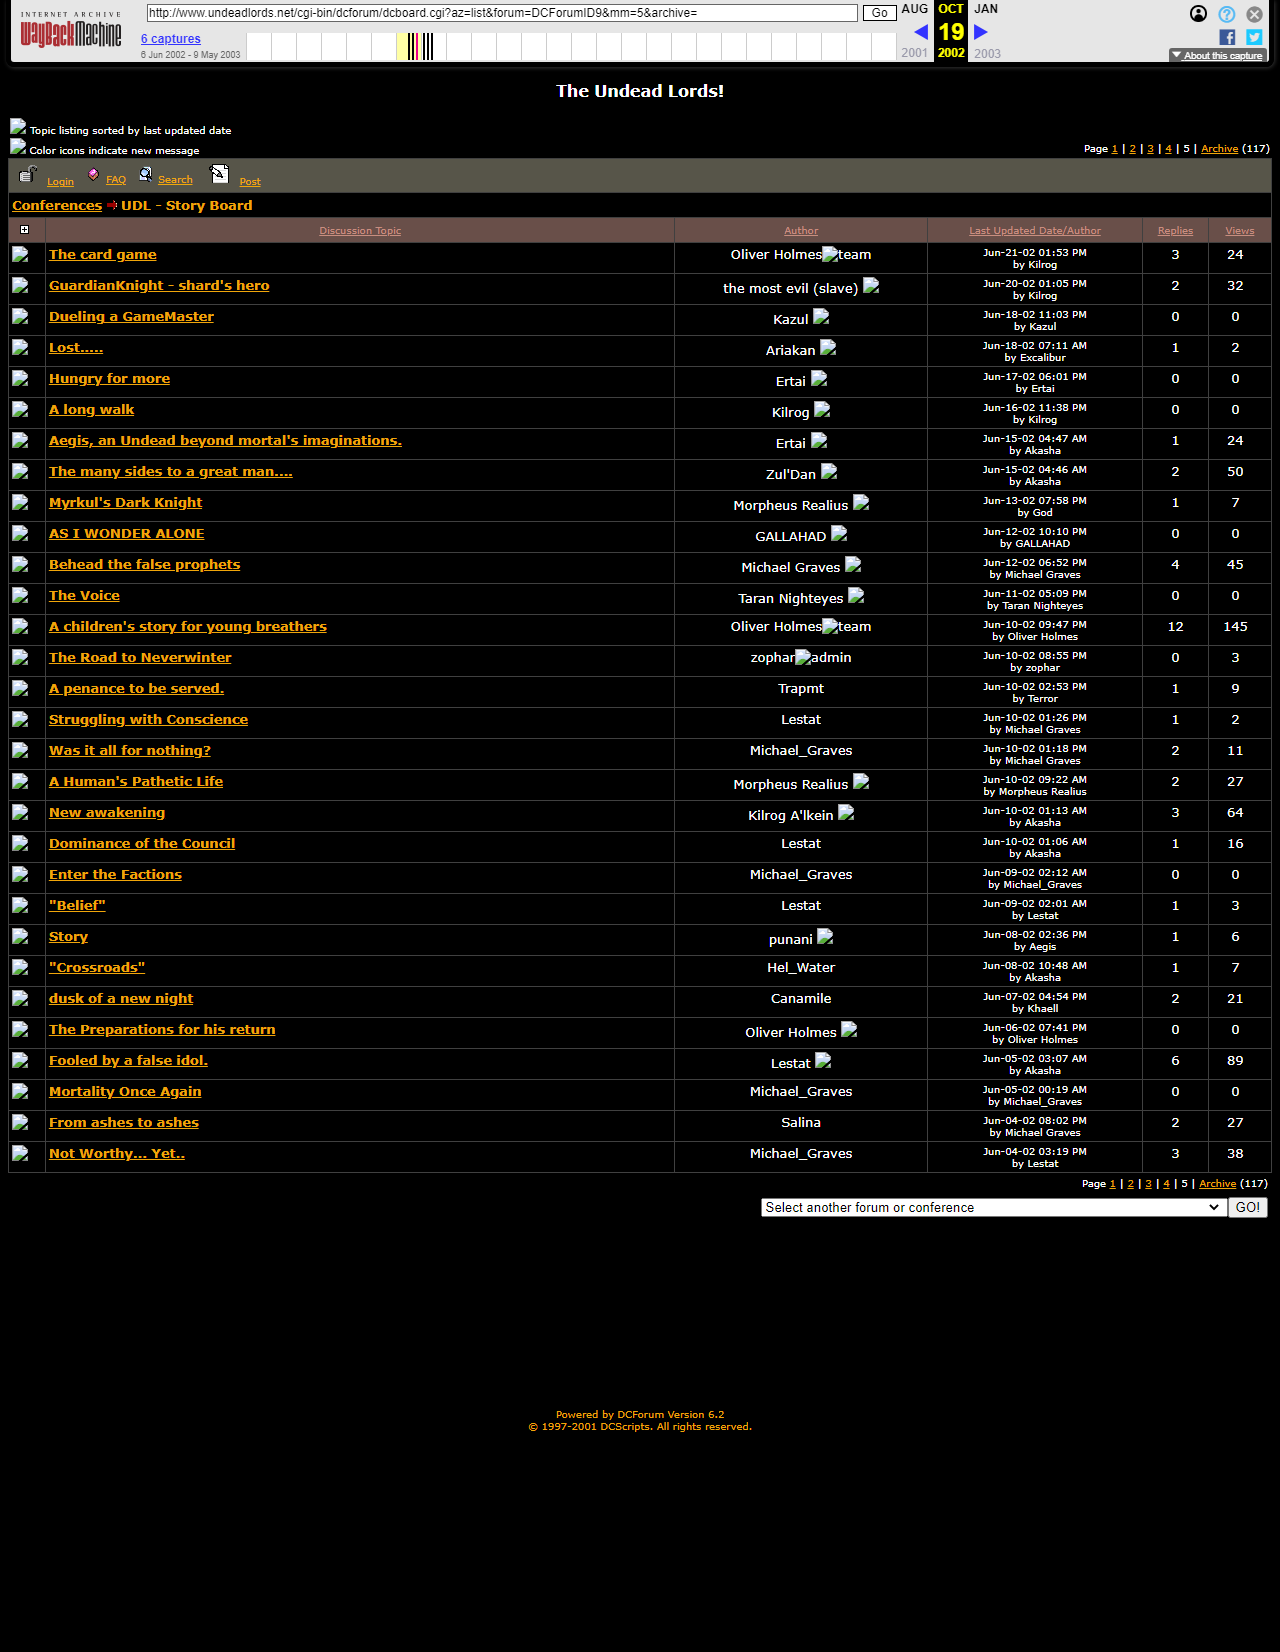 INTERNET ARCHIVE
WayBackMachine
http://www.undeadlords.net/cgi-bin/dcforum/dcboard.cgi?az=list&forum=DCForumID9&mm=5&archive=
Go
AUG OCT JAN
6 captures
19
6 Jun 2002 - 9 May 2003
2001 2002 2003
About this capture
The Undead Lords!
Topic listing sorted by last updated date
Color icons indicate new message
Page 1 | 2 | 3 | 4 | 5 | Archive (117)
Login FAQ Search Post
Conferences UDL - Story Board
Discussion Topic Author Last Updated Date/Author Replies Views
The card game Oliver Holmes team Jun-21-02 01:53 PM 3 24
by Kilrog
GuardianKnight - shard's hero the most evil (slave) Jun-20-02 01:05 PM 2 32
by Kilrog
Dueling a GameMaster Kazul Jun-18-02 11:03 PM 0 0
by Kazul
Lost..... Ariakan Jun-18-02 07:11 AM 1 2
by Excalibur
Hungry for more Ertai Jun-17-02 06:01 PM 0 0
by Ertai
A long walk Kilrog Jun-16-02 11:38 PM 0 0
by Kilrog
Aegis, an Undead beyond mortal's imaginations. Ertai Jun-15-02 04:47 AM 1 24
by Akasha
The many sides to a great man.... Zul'Dan Jun-15-02 04:46 AM 2 50
by Akasha
Myrkul's Dark Knight Morpheus Realius Jun-13-02 07:58 PM 1 7
by God
AS I WONDER ALONE GALLAHAD Jun-12-02 10:10 PM 0 0
by GALLAHAD
Behead the false prophets Michael Graves Jun-12-02 06:52 PM 4 45
by Michael Graves
The Voice Taran Nighteyes Jun-11-02 05:09 PM 0 0
by Taran Nighteyes
A children's story for young breathers Oliver Holmes team Jun-10-02 09:47 PM 12 145
by Oliver Holmes
The Road to Neverwinter zophar admin Jun-10-02 08:55 PM 0 3
by zophar
A penance to be served. Trapmt Jun-10-02 02:53 PM 1 9
by Terror
Struggling with Conscience Lestat Jun-10-02 01:26 PM 1 2
by Michael Graves
Was it all for nothing? Michael_Graves Jun-10-02 01:18 PM 2 11
by Michael Graves
A Human's Pathetic Life Morpheus Realius Jun-10-02 09:22 AM 2 27
by Morpheus Realius
New awakening Kilrog A'lkein Jun-10-02 01:13 AM 3 64
by Akasha
Dominance of the Council Lestat Jun-10-02 01:06 AM 1 16
by Akasha
Enter the Factions Michael_Graves Jun-09-02 02:12 AM 0 0
by Michael_Graves
"Belief" Lestat Jun-09-02 02:01 AM 1 3
by Lestat
Story punani Jun-08-02 02:36 PM 1 6
by Aegis
"Crossroads" Hel_Water Jun-08-02 10:48 AM 1 7
by Akasha
dusk of a new night Canamile Jun-07-02 04:54 PM 2 21
by Khaell
The Preparations for his return Oliver Holmes Jun-06-02 07:41 PM 0 0
by Oliver Holmes
Fooled by a false idol. Lestat Jun-05-02 03:07 AM 6 89
by Akasha
Mortality Once Again Michael_Graves Jun-05-02 00:19 AM 0 0
by Michael_Graves
From ashes to ashes Salina Jun-04-02 08:02 PM 2 27
by Michael Graves
Not Worthy... Yet.. Michael_Graves Jun-04-02 03:19 PM 3 38
by Lestat
Page 1 | 2 | 3 | 4 | 5 | Archive (117)
Select another forum or conference GO!
Powered by DCForum Version 6.2
© 1997-2001 DCScripts. All rights reserved.